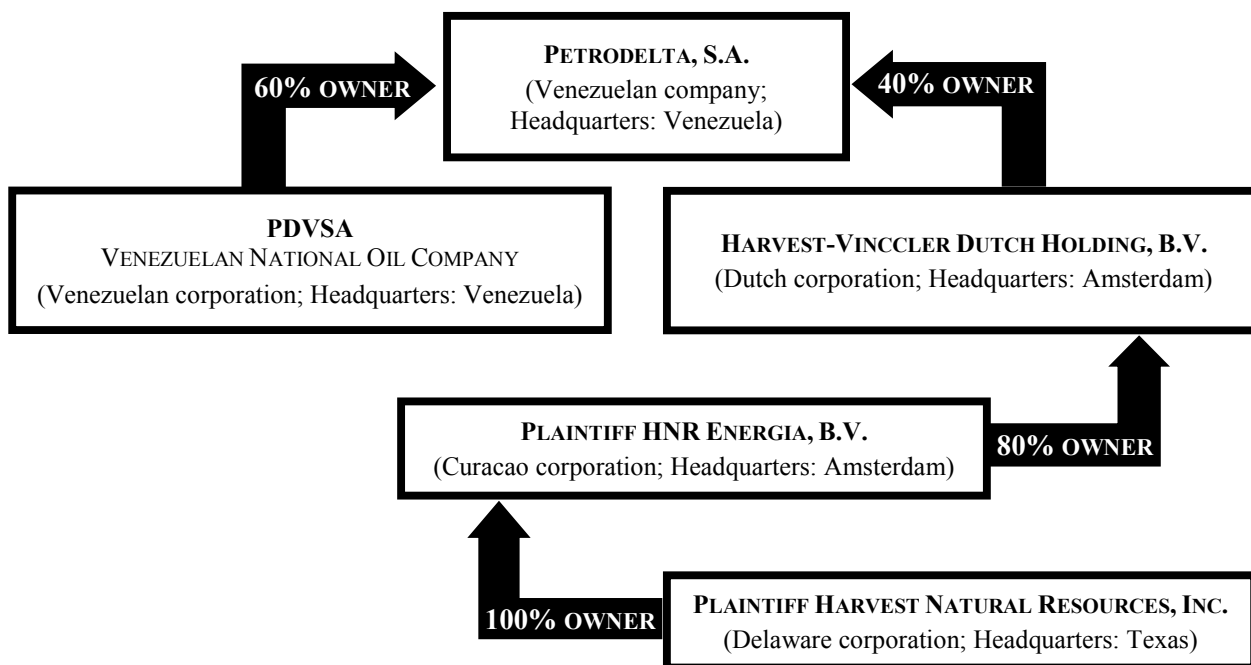 PETRODELTA, S.A.
(Venezuelan company;
Headquarters: Venezuela)
60% OWNER
40% OWNER
PDVSA
VENEZUELAN NATIONAL OIL COMPANY
(Venezuelan corporation; Headquarters: Venezuela)
HARVEST-VINCCLER DUTCH HOLDING, B.V.
(Dutch corporation; Headquarters: Amsterdam)
PLAINTIFF HNR ENERGIA, B.V.
(Curacao corporation; Headquarters: Amsterdam)
80% OWNER
100% OWNER
PLAINTIFF HARVEST NATURAL RESOURCES, INC.
(Delaware corporation; Headquarters: Texas)